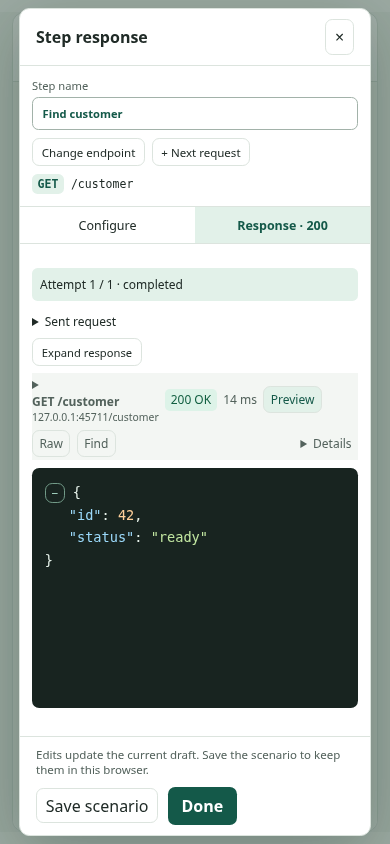 Step response
×
Step name
Find customer
Change endpoint
+ Next request
GET /customer
Configure
Response · 200
Attempt 1 / 1 · completed
▶ Sent request
Expand response
▶
GET /customer
127.0.0.1:45711/customer
200 OK
14 ms
Preview
Raw
Find
▶ Details
− {
"id": 42,
"status": "ready"
}
Edits update the current draft. Save the scenario to keep
them in this browser.
Save scenario
Done